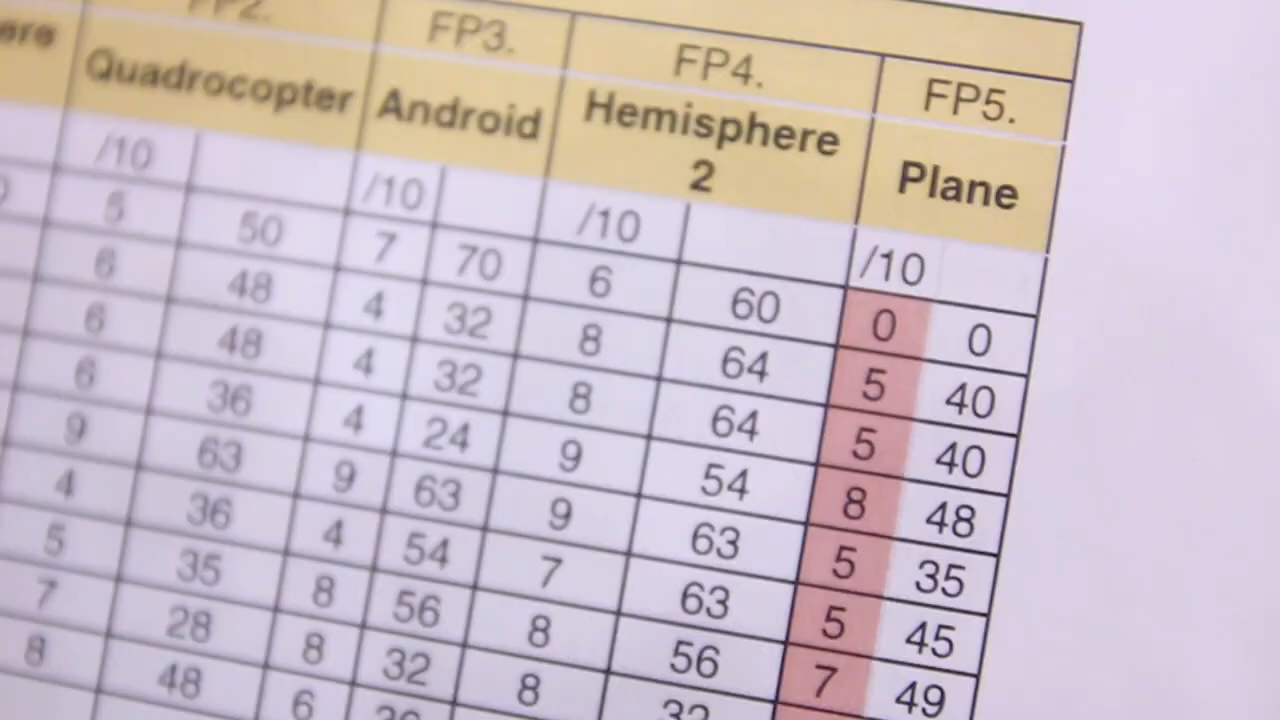 ere
FP2. FP3. FP4. FP5.
Quadrocopter Android Hemisphere 2 Plane
/10 /10 /10 /10
5 50 7 70 6 60 0 0
6 48 4 32 8 64 5 40
6 48 4 32 8 64 5 40
6 36 4 24 9 54 8 48
9 63 9 63 9 63 5 35
4 36 4 54 7 63 5 45
5 35 8 56 8 56 7 49
7 28 8 32 8 32
8 48 6